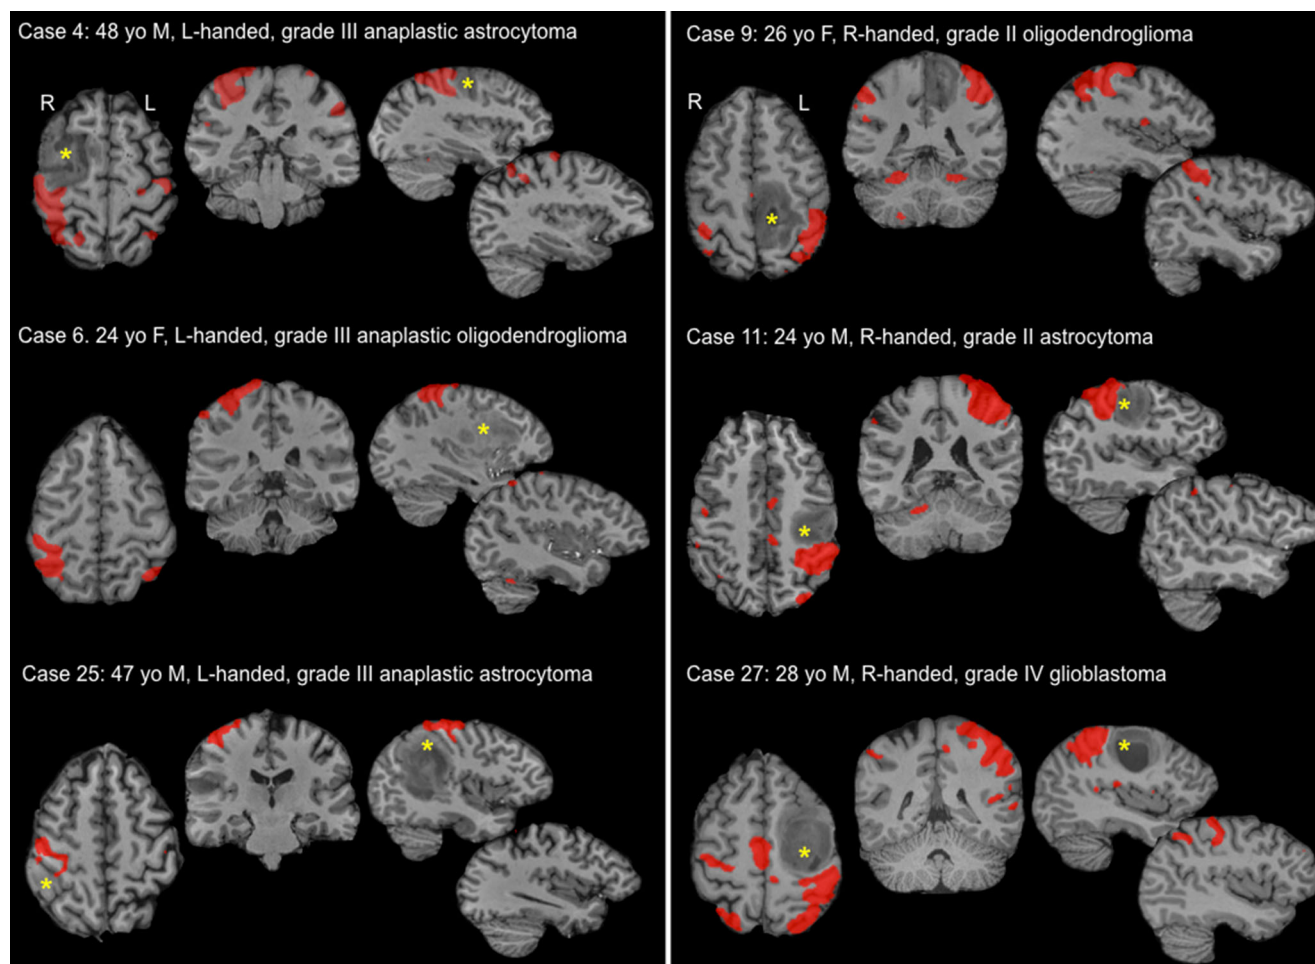 Case 4: 48 yo M, L-handed, grade III anaplastic astrocytoma
R
L
*
*
Case 9: 26 yo F, R-handed, grade II oligodendroglioma
R
L
*
Case 6. 24 yo F, L-handed, grade III anaplastic oligodendroglioma
*
Case 11: 24 yo M, R-handed, grade II astrocytoma
*
*
Case 25: 47 yo M, L-handed, grade III anaplastic astrocytoma
*
*
Case 27: 28 yo M, R-handed, grade IV glioblastoma
*
*